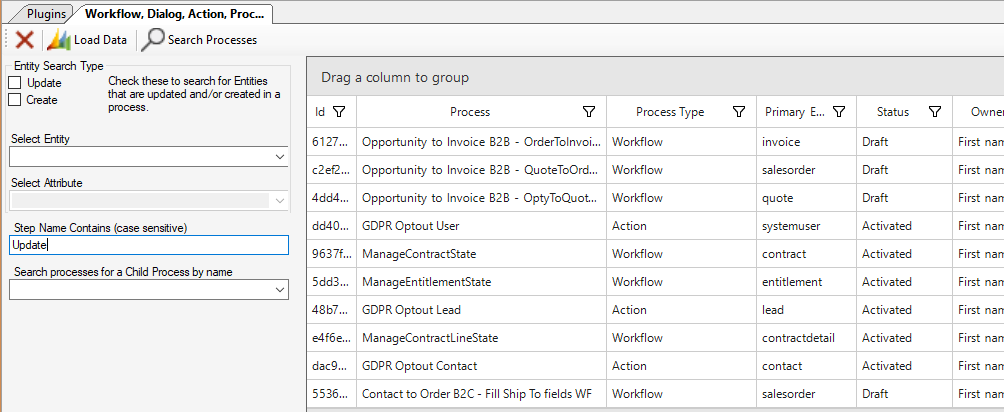 Plugins Workflow, Dialog, Action, Proc...
Load Data Search Processes
Entity Search Type
Update
Create
Check these to search for Entities
that are updated and/or created in a
process.
Select Entity
Select Attribute
Step Name Contains (case sensitive)
Update
Search processes for a Child Process by name
Drag a column to group
Id Process Process Type Primary E... Status Owner
6127... Opportunity to Invoice B2B - OrderToInvoi... Workflow invoice Draft First nam
c2ef2... Opportunity to Invoice B2B - QuoteToOrd... Workflow salesorder Draft First nam
4dd4... Opportunity to Invoice B2B - OptyToQuot... Workflow quote Draft First nam
dd40... GDPR Optout User Action systemuser Activated First nam
9637f... ManageContractState Workflow contract Activated First nam
5dd3... ManageEntitlementState Workflow entitlement Activated First nam
48b7... GDPR Optout Lead Action lead Activated First nam
e4f6e... ManageContractLineState Workflow contractdetail Activated First nam
dac9... GDPR Optout Contact Action contact Activated First nam
5536... Contact to Order B2C - Fill Ship To fields WF Workflow salesorder Draft First nam